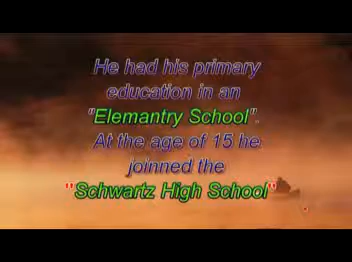 He had his primary
education in an
"Elemantry School".
At the age of 15 he
joinned the
"Schwartz High School"